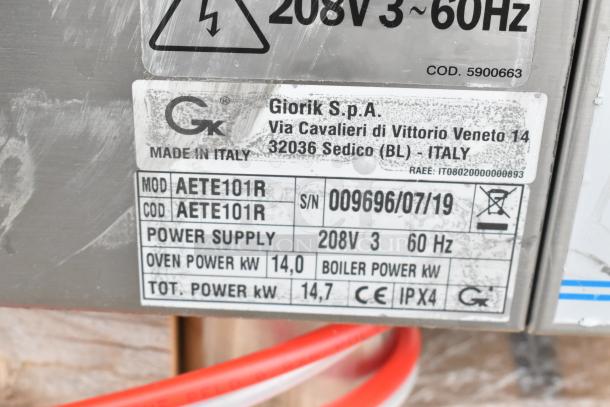 208V 3~60Hz
COD. 5900663
GK ® Giorik S.p.A.
Via Cavalieri di Vittorio Veneto 14
MADE IN ITALY 32036 Sedico (BL) - ITALY
RAEE: IT08020000000893
MOD AETE101R
COD AETE101R
S/N 009696/07/19
POWER SUPPLY 208V 3 60 Hz
OVEN POWER kW 14,0 BOILER POWER kW
TOT. POWER kW 14,7 CE IPX4 GK